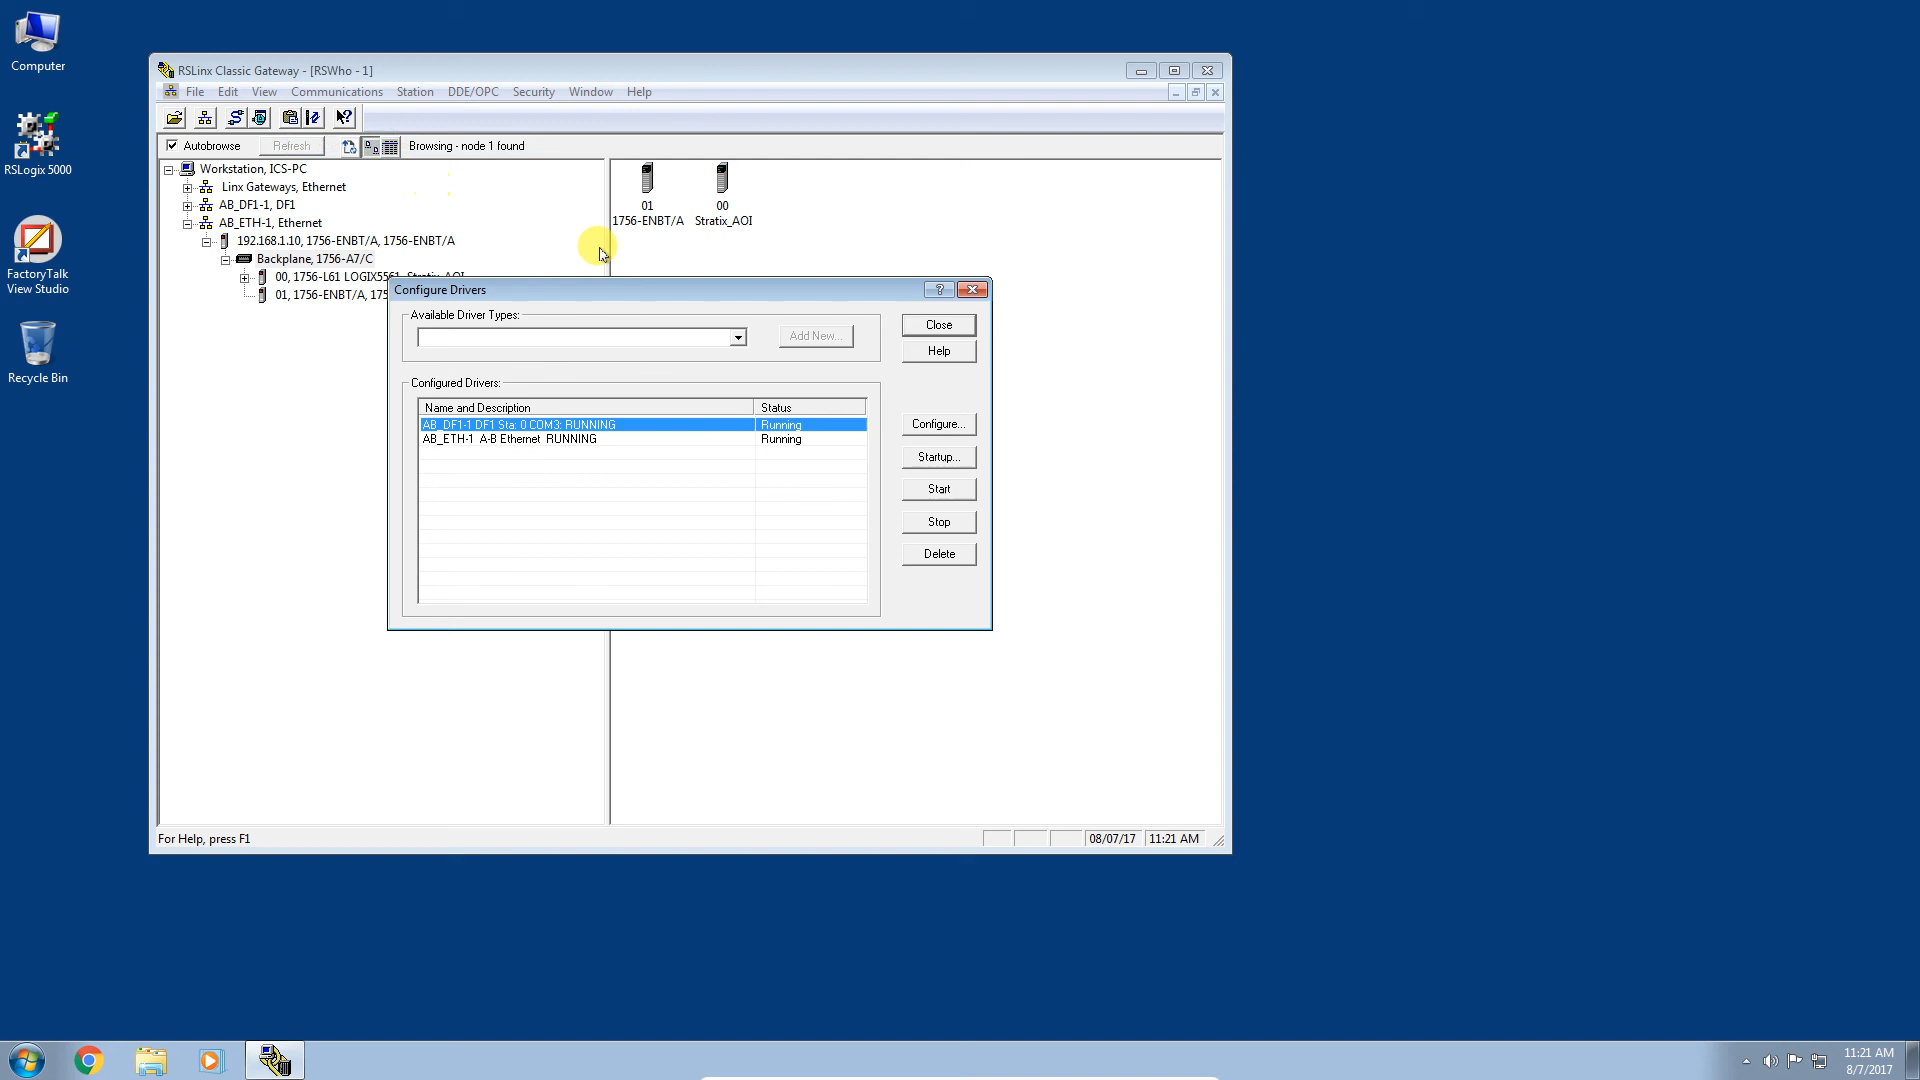 Computer
RSLogix 5000
FactoryTalk
View Studio
Recycle Bin
RSLinx Classic Gateway - [RSWho - 1]
File Edit View Communications Station DDE/OPC Security Window Help
Autobrowse Refresh Browsing - node 1 found
Workstation, ICS-PC
Linx Gateways, Ethernet
AB_DF1-1, DF1
AB_ETH-1, Ethernet
192.168.1.10, 1756-ENBT/A, 1756-ENBT/A
Backplane, 1756-A7/C
00, 1756-L61 LOGIX5561, Stratix_AOI
01, 1756-ENBT/A, 175
01 00
1756-ENBT/A Stratix_AOI
Configure Drivers
Available Driver Types:
Add New...
Close
Help
Configured Drivers:
Name and Description Status
AB_DF1-1 DF1 Sta: 0 COM3: RUNNING Running
AB_ETH-1 A-B Ethernet RUNNING Running
Configure...
Startup...
Start
Stop
Delete
For Help, press F1
08/07/17 11:21 AM
11:21 AM
8/7/2017